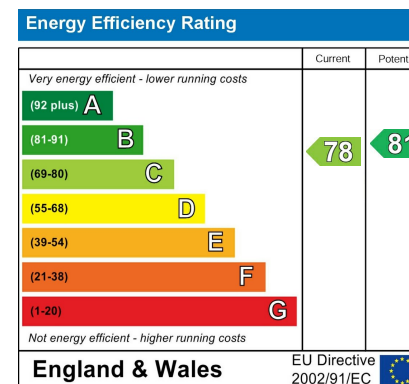 Energy Efficiency Rating
Current Potent
Very energy efficient - lower running costs
(92 plus) A
(81-91) B
78 81
(69-80) C
(55-68) D
(39-54) E
(21-38) F
(1-20) G
Not energy efficient - higher running costs
England & Wales
EU Directive
2002/91/EC